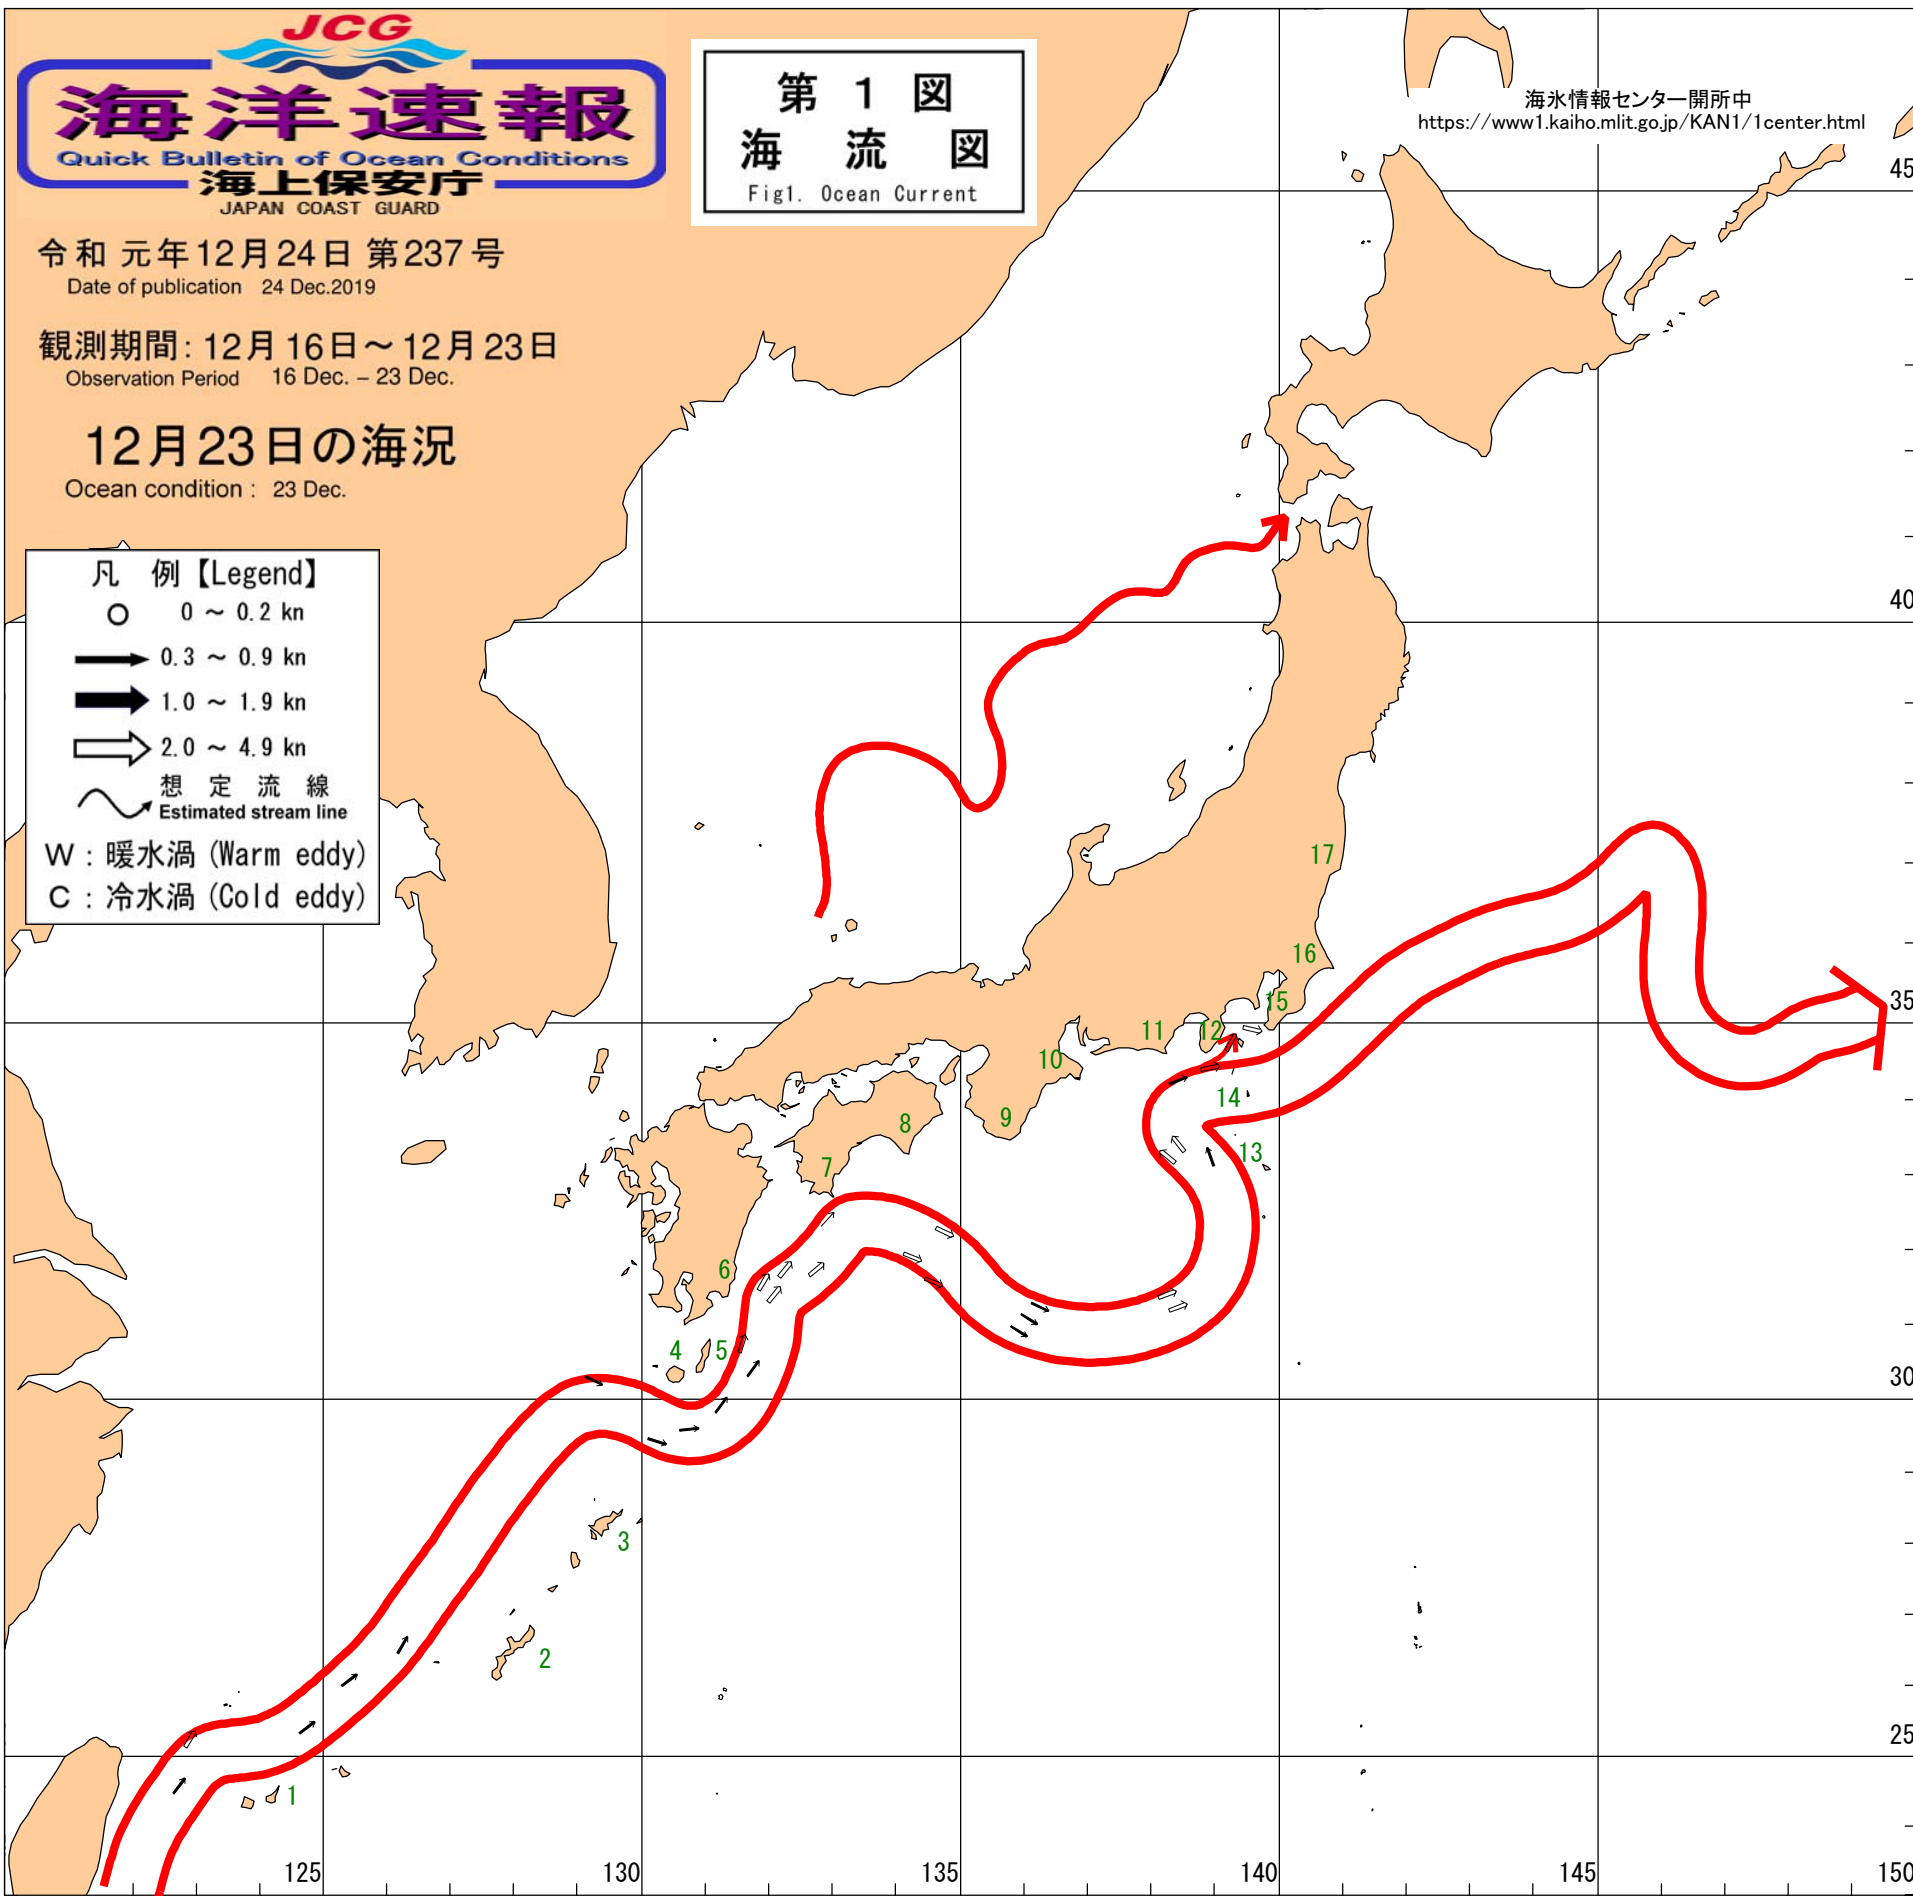 JCG
海洋速報
Quick Bulletin of Ocean Conditions
海上保安庁
JAPAN COAST GUARD
第 1 図
海 流 図
Fig1. Ocean Current
海氷情報センター開所中
https://www1.kaiho.mlit.go.jp/KAN1/1center.html
令和 元年12月24日 第237号
Date of publication 24 Dec.2019
観測期間: 12月16日～12月23日
Observation Period 16 Dec. – 23 Dec.
12月23日の海況
Ocean condition : 23 Dec.
凡 例【Legend】
0 ～ 0.2 kn
0.3 ～ 0.9 kn
1.0 ～ 1.9 kn
2.0 ～ 4.9 kn
想 定 流 線
Estimated stream line
W : 暖水渦 (Warm eddy)
C : 冷水渦 (Cold eddy)
45
40
35
30
25
17
16
15
12
11
10
14
9
8
13
7
6
5
4
3
2
1
125
130
135
140
145
150